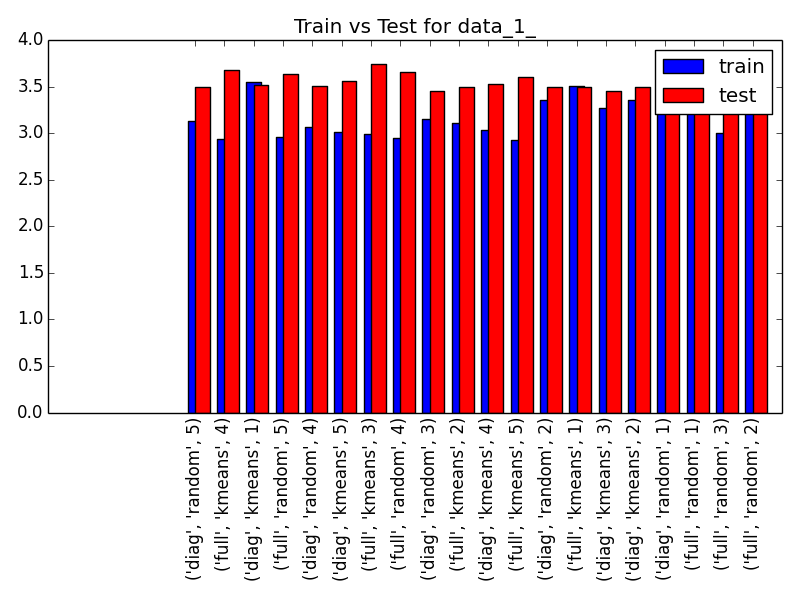 Train vs Test for data_1_
train
test
4.0
3.5
3.0
2.5
2.0
1.5
1.0
0.5
0.0
('diag', 'random', 5)
('full', 'kmeans', 4)
('diag', 'kmeans', 1)
('full', 'random', 5)
('diag', 'random', 4)
('diag', 'kmeans', 5)
('full', 'kmeans', 3)
('full', 'random', 4)
('diag', 'random', 3)
('full', 'kmeans', 2)
('diag', 'kmeans', 4)
('full', 'kmeans', 5)
('diag', 'random', 2)
('full', 'kmeans', 1)
('diag', 'kmeans', 3)
('diag', 'kmeans', 2)
('diag', 'random', 1)
('full', 'random', 1)
('full', 'random', 3)
('full', 'random', 2)